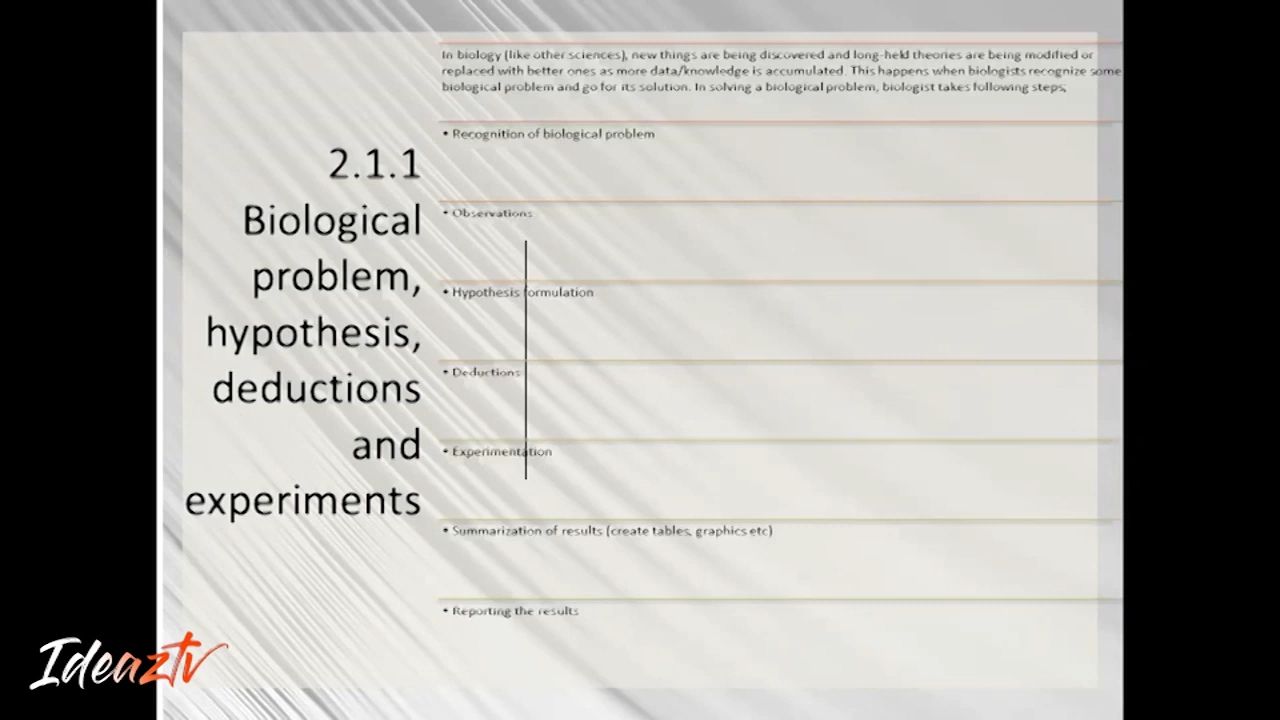 2.1.1
Biological
problem,
hypothesis,
deductions
and
experiments
In biology (like other sciences), new things are being discovered and long-held theories are being modified or
replaced with better ones as more data/knowledge is accumulated. This happens when biologists recognize some
biological problem and go for its solution. In solving a biological problem, biologist takes following steps;
• Recognition of biological problem
• Observations
• Hypothesis formulation
• Deductions
• Experimentation
• Summarization of results (create tables, graphics etc)
• Reporting the results
Ideaztv